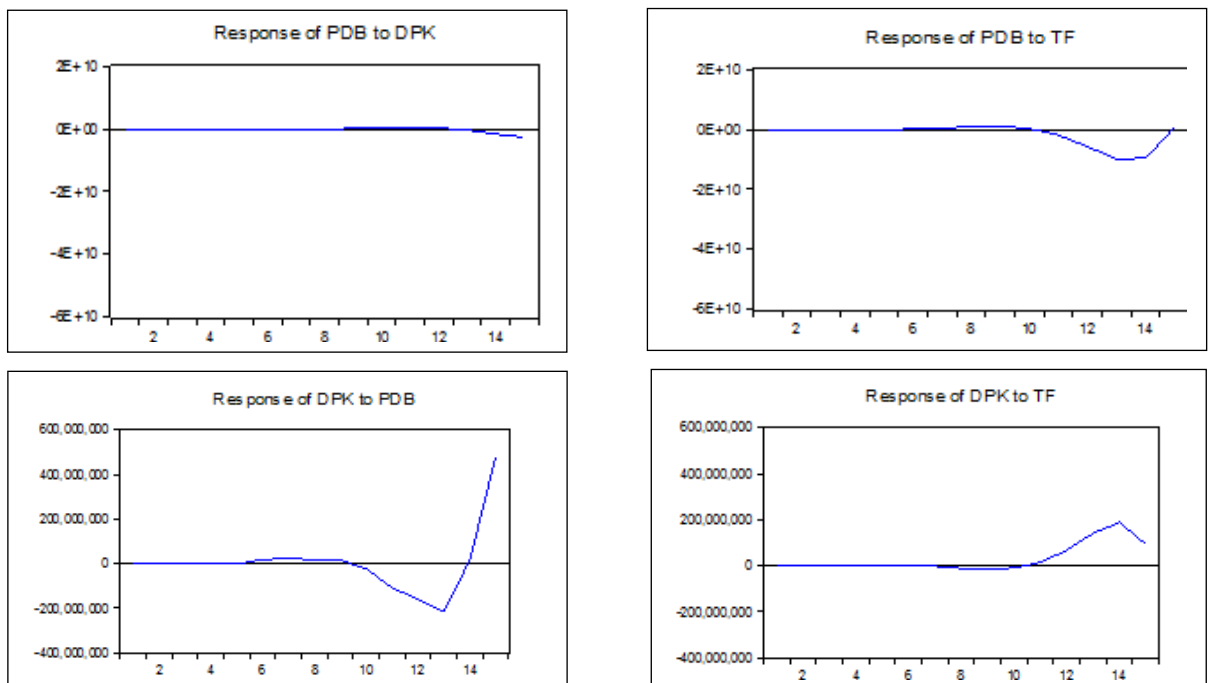 Response of PDB to DPK
2E+10
0E+00
-2E+10
-4E+10
-6E+10
2 4 6 8 10 12 14
Response of PDB to TF
2E+10
0E+00
-2E+10
-4E+10
-6E+10
2 4 6 8 10 12 14
Response of DPK to PDB
600,000,000
400,000,000
200,000,000
0
-200,000,000
-400,000,000
2 4 6 8 10 12 14
Response of DPK to TF
600,000,000
400,000,000
200,000,000
0
-200,000,000
-400,000,000
2 4 6 8 10 12 14